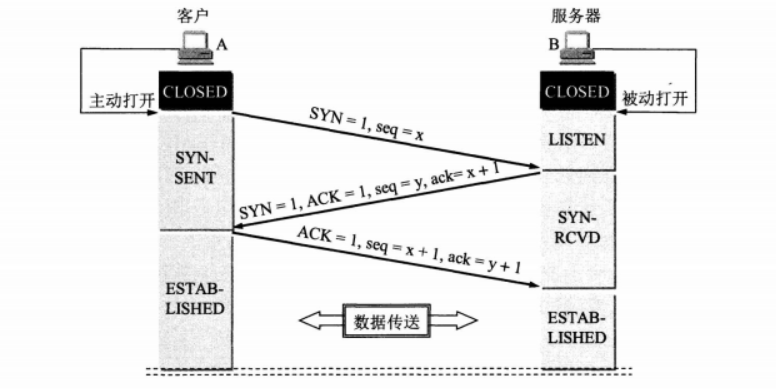 客户
服务器
A
B
CLOSED
CLOSED
主动打开
被动打开
SYN = 1, seq = x
LISTEN
SYN-
SENT
SYN = 1, ACK = 1, seq = y, ack= x + 1
SYN-
RCVD
ACK = 1, seq = x + 1, ack = y + 1
ESTAB-
LISHED
数据传送
ESTAB-
LISHED